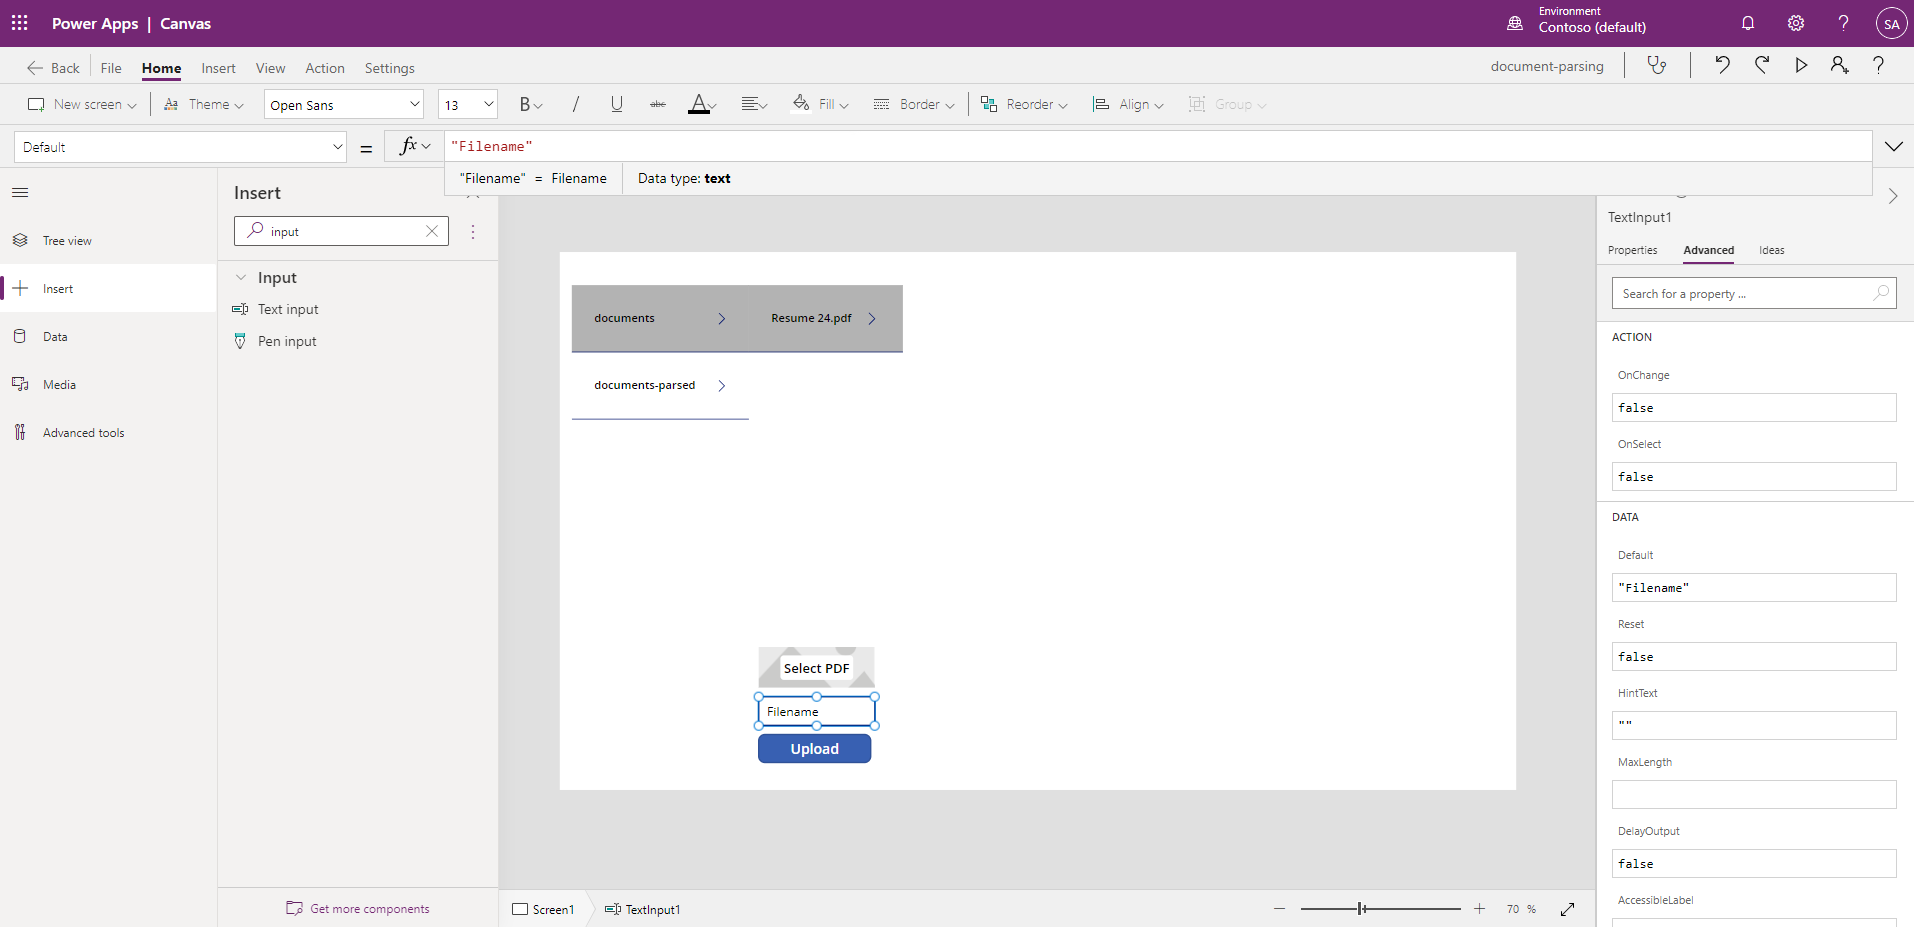 Power Apps | Canvas
Environment
Contoso (default)
SA
Back
File
Home
Insert
View
Action
Settings
document-parsing
New screen
Theme
Open Sans
13
B
/
U
abc
A
Fill
Border
Reorder
Align
Group
Default
=
fx
"Filename"
"Filename" = Filename
Data type: text
Tree view
Insert
Data
Media
Advanced tools
Insert
input
Input
Text input
Pen input
Get more components
documents
Resume 24.pdf
documents-parsed
Select PDF
Filename
Upload
Screen1
TextInput1
70 %
TextInput1
Properties
Advanced
Ideas
Search for a property ...
ACTION
OnChange
false
OnSelect
false
DATA
Default
"Filename"
Reset
false
HintText
""
MaxLength
DelayOutput
false
AccessibleLabel